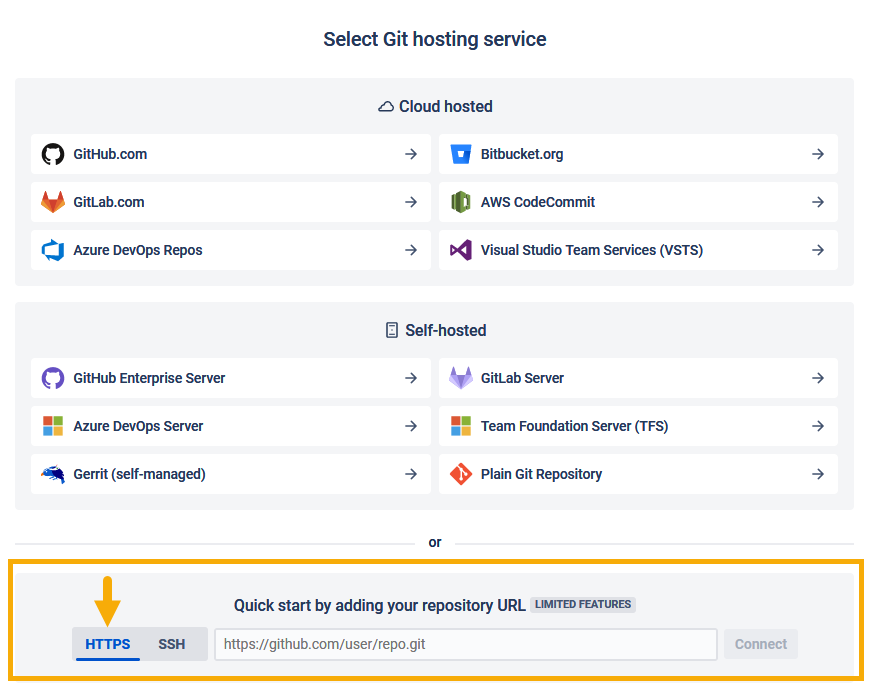 Select Git hosting service
Cloud hosted
GitHub.com
Bitbucket.org
GitLab.com
AWS CodeCommit
Azure DevOps Repos
Visual Studio Team Services (VSTS)
Self-hosted
GitHub Enterprise Server
GitLab Server
Azure DevOps Server
Team Foundation Server (TFS)
Gerrit (self-managed)
Plain Git Repository
or
Quick start by adding your repository URL LIMITED FEATURES
HTTPS SSH https://github.com/user/repo.git Connect